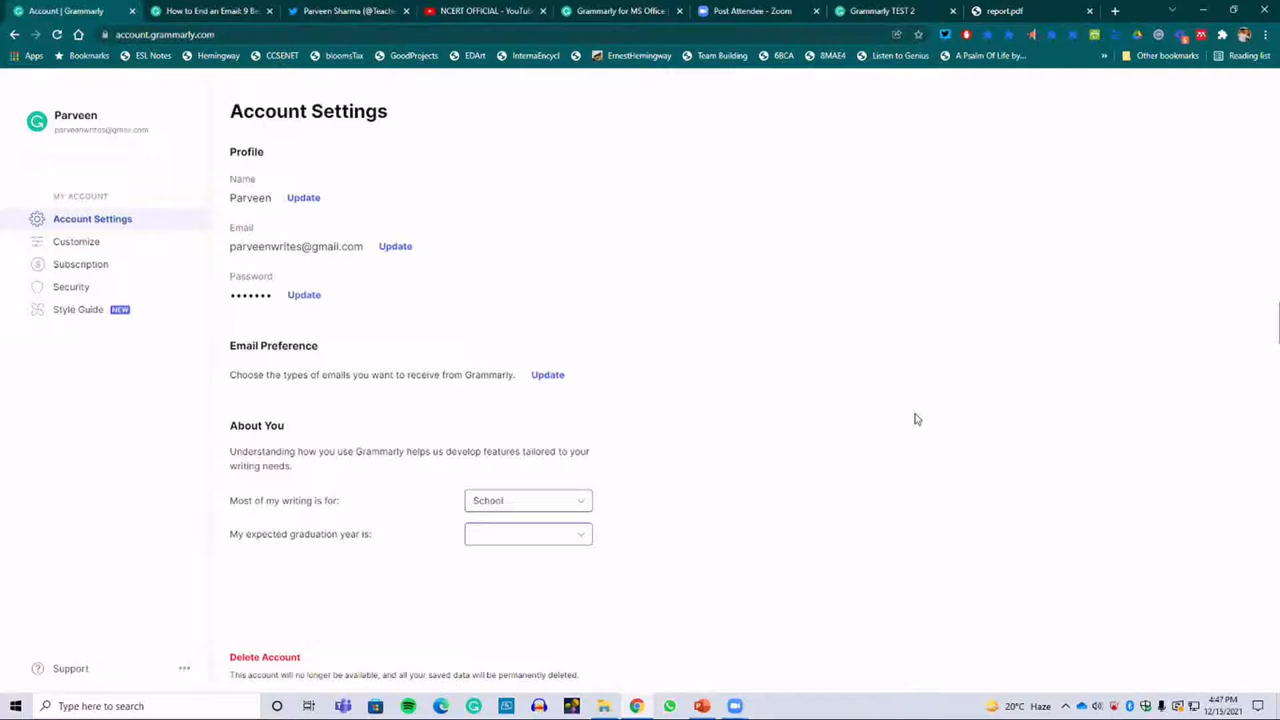 Account | Grammarly
How to End an Email: 9 Be
Parveen Sharma (@Teache
NCERT OFFICIAL - YouTub
Grammarly for MS Office
Post Attendee - Zoom
Grammarly TEST 2
report.pdf
account.grammarly.com
Apps
Bookmarks
ESL Notes
Hemingway
CCSENET
bloomsTax
GoodProjects
EDArt
InternaEncycl
ErnestHemingway
Team Building
6BCA
8MAE4
Listen to Genius
A Psalm Of Life by...
»
Other bookmarks
Reading list
Parveen
parveenwrites@gmail.com
MY ACCOUNT
Account Settings
Customize
Subscription
Security
Style Guide NEW
Support
Account Settings
Profile
Name
Parveen Update
Email
parveenwrites@gmail.com Update
Password
••••••• Update
Email Preference
Choose the types of emails you want to receive from Grammarly. Update
About You
Understanding how you use Grammarly helps us develop features tailored to your
writing needs.
Most of my writing is for: School
My expected graduation year is:
Delete Account
This account will no longer be available, and all your saved data will be permanently deleted.
Type here to search
20°C Haze
4:47 PM
12/15/2021